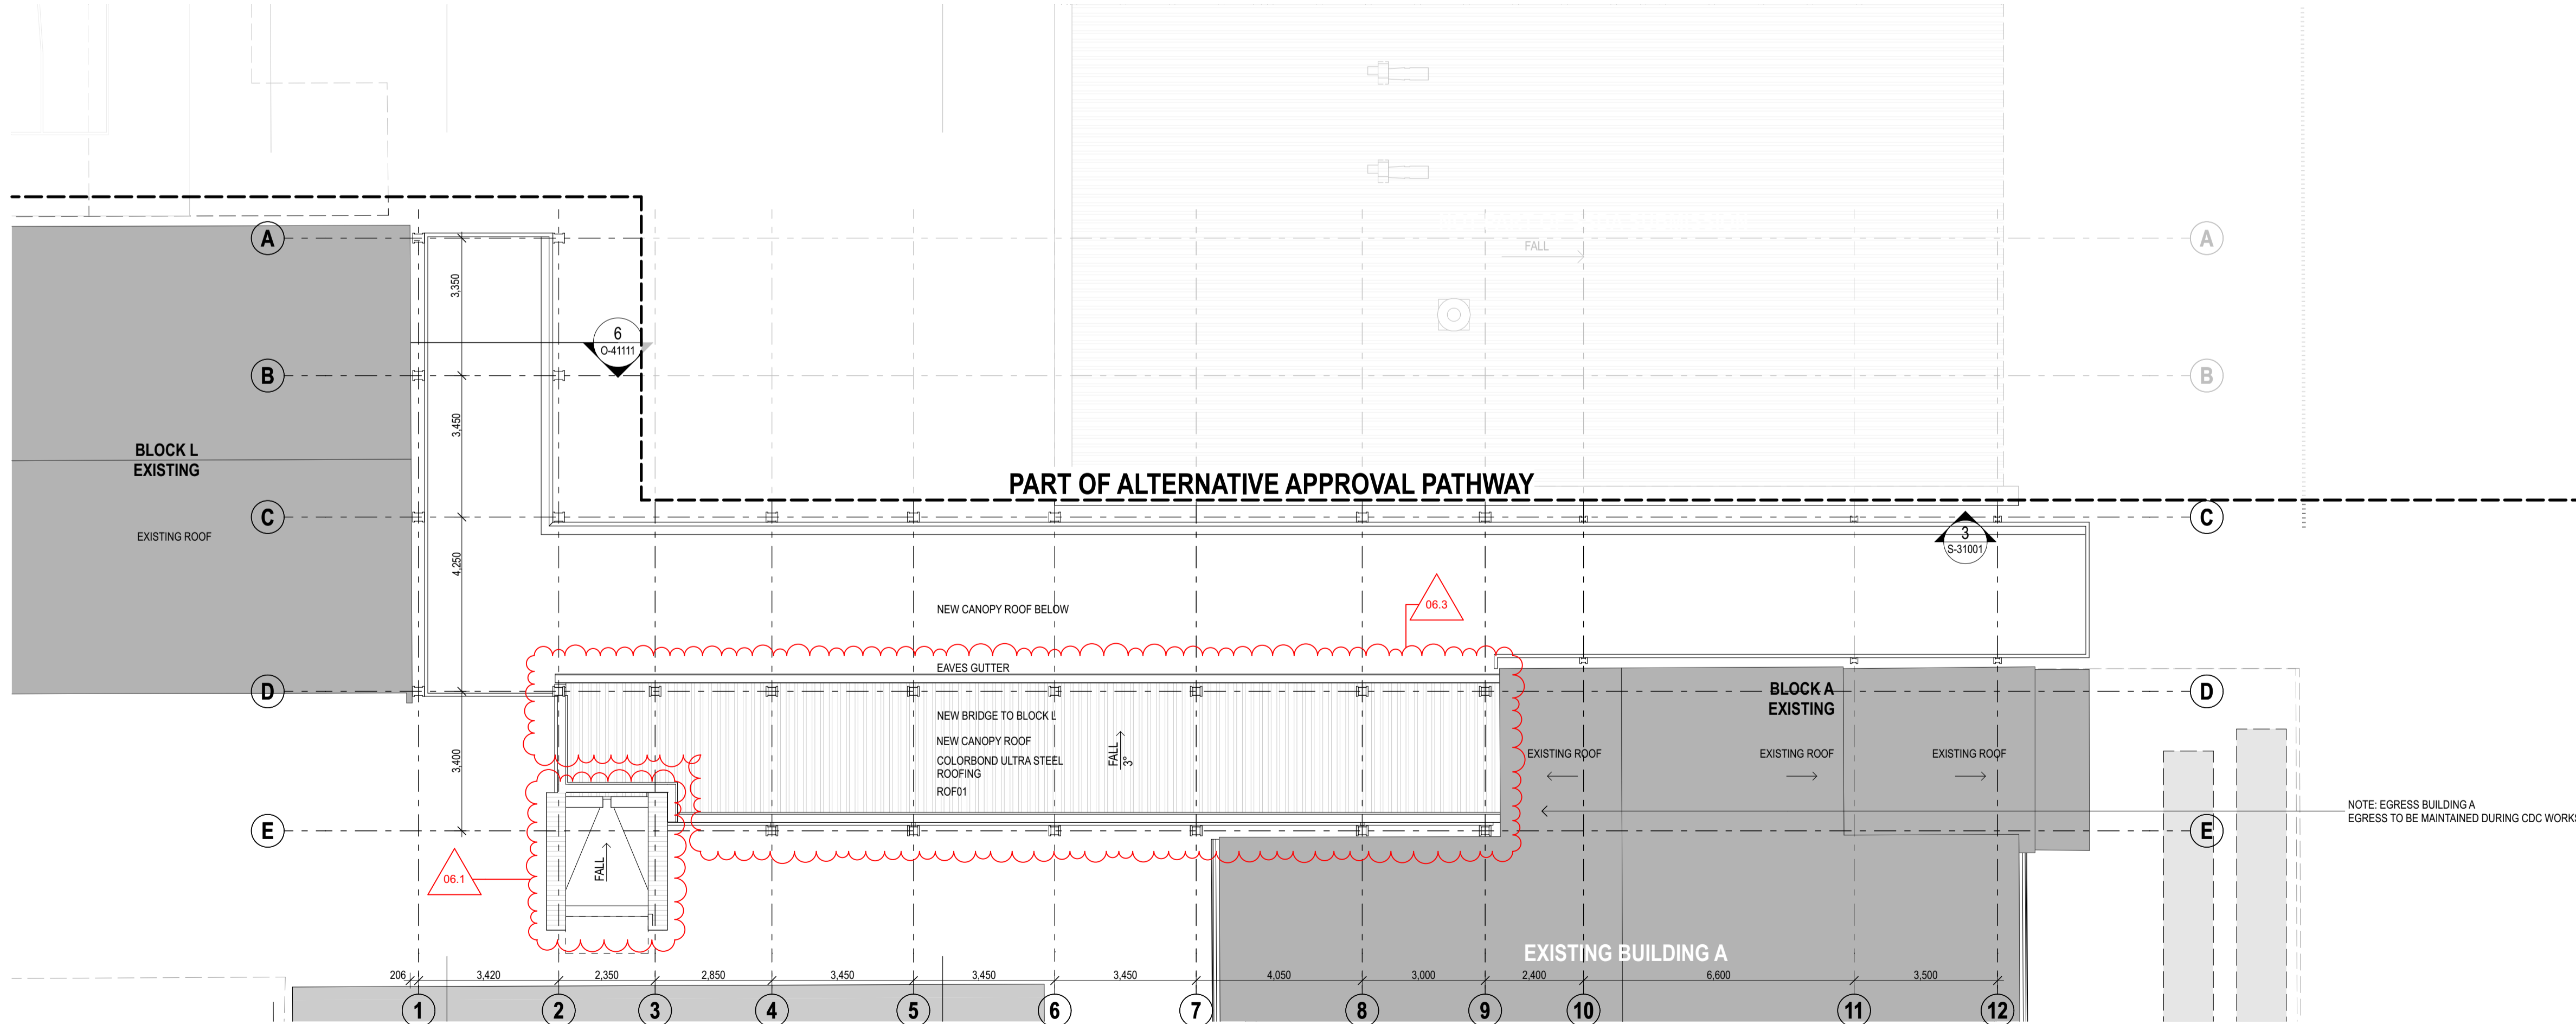 A
FALL
A
3,350
6
O-41111
B
B
3,450
BLOCK L
EXISTING
PART OF ALTERNATIVE APPROVAL PATHWAY
C
C
EXISTING ROOF
3
S-31001
4,250
NEW CANOPY ROOF BELOW
06.3
EAVES GUTTER
D
BLOCK A
EXISTING
D
NEW BRIDGE TO BLOCK L
NEW CANOPY ROOF
COLORBOND ULTRA STEEL
ROOFING
ROF01
FALL
3°
3,400
EXISTING ROOF
EXISTING ROOF
EXISTING ROOF
NOTE: EGRESS BUILDING A
EGRESS TO BE MAINTAINED DURING CDC WORKS
E
E
FALL
06.1
EXISTING BUILDING A
206
3,420
2,350
2,850
3,450
3,450
3,450
4,050
3,000
2,400
6,600
3,500
1
2
3
4
5
6
7
8
9
10
11
12